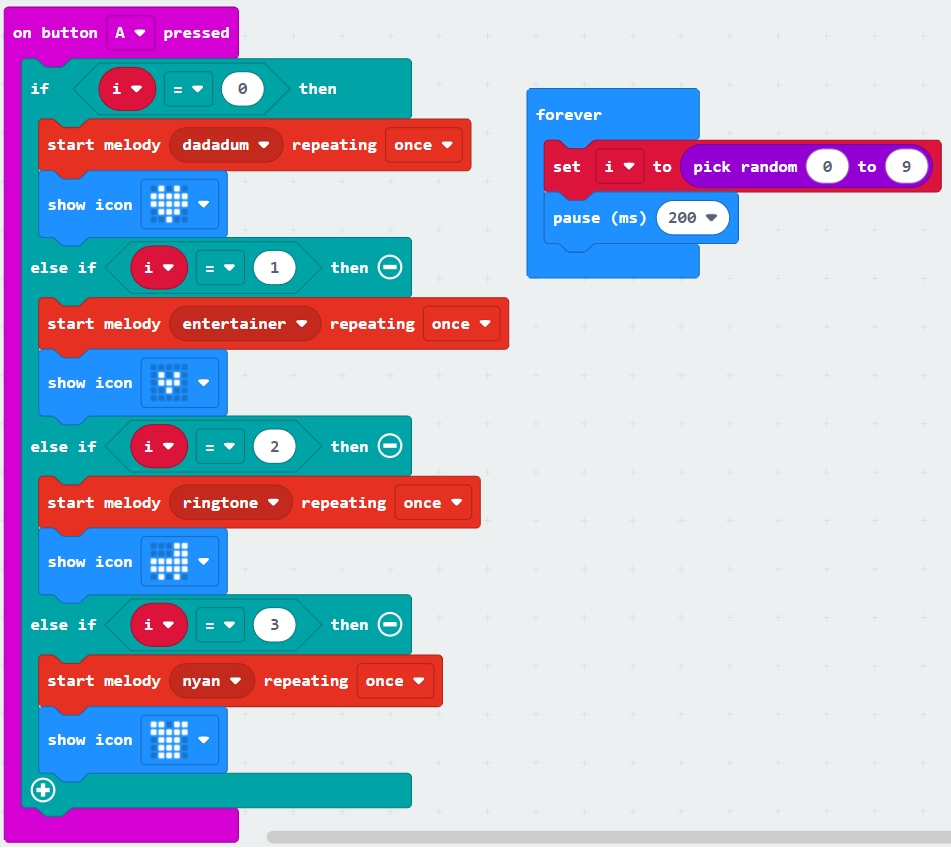 on button A pressed
if i = 0 then
start melody dadadum repeating once
show icon
else if i = 1 then
start melody entertainer repeating once
show icon
else if i = 2 then
start melody ringtone repeating once
show icon
else if i = 3 then
start melody nyan repeating once
show icon
forever
set i to pick random 0 to 9
pause (ms) 200